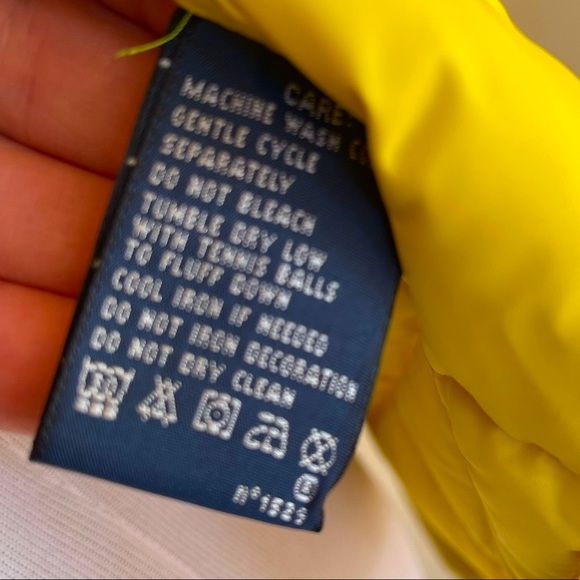 CARE:
MACHINE WASH
GENTLE CYCLE
SEPARATELY
DO NOT BLEACH
TUMBLE DRY LOW
WITH TENNIS BALLS
TO FLUFF DOWN
COOL IRON IF NEEDED
DO NOT IRON DECORATION
DO NOT DRY CLEAN